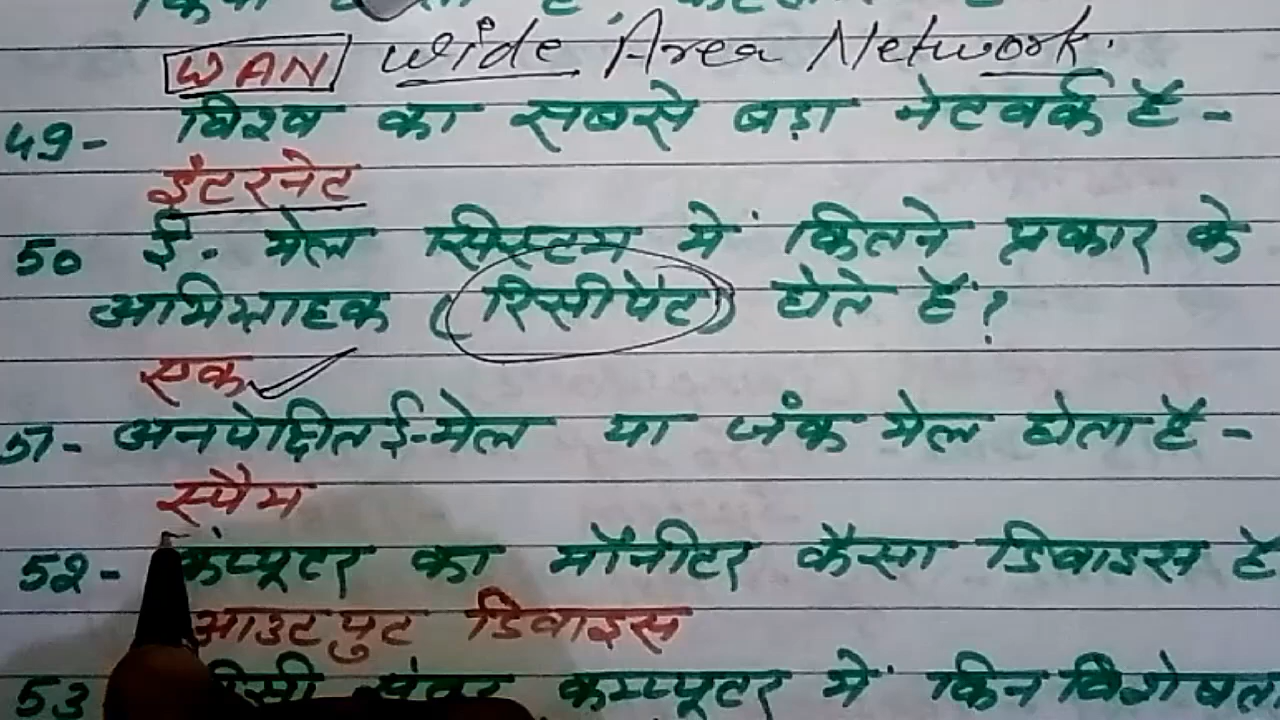 WAN Wide Area Network.
49- विश्व का सबसे बड़ा नेटवर्क है -
इंटरनेट
50 ई- मेल सिस्टम में कितने प्रकार के
अभिग्राहक (रिसीपेंट) होते हैं?
एक
51- अनपेक्षित ई-मेल या जंक मेल होता है -
स्पैम
52- कंप्यूटर का मॉनीटर कैसा डिवाइस है
आउटपुट डिवाइस
53 कम्प्यूटर में किन